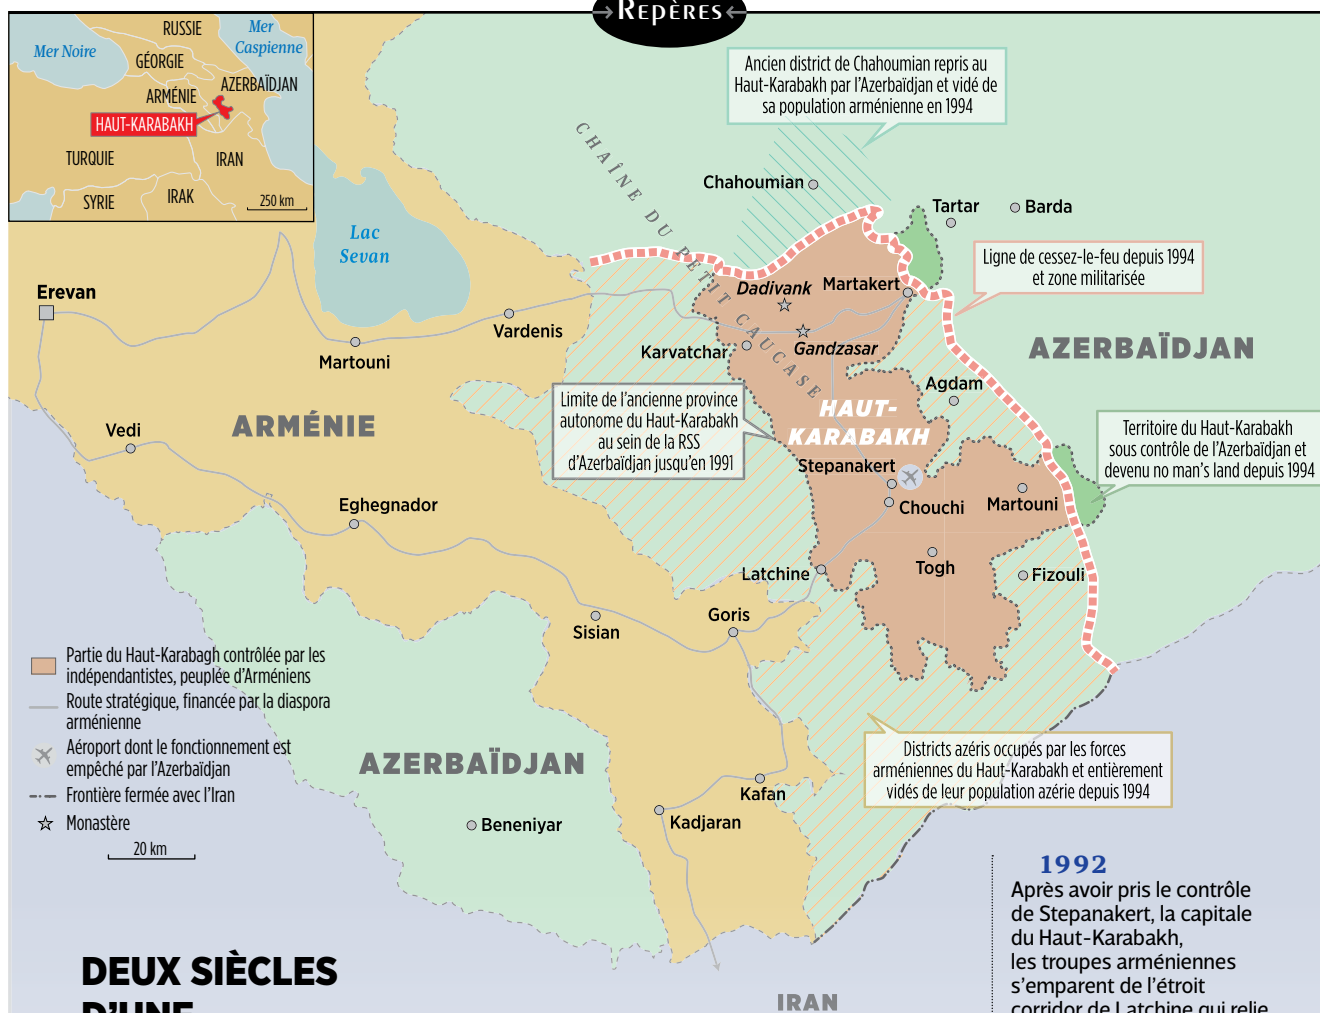 Repères
RUSSIE
Mer
Caspienne
Mer Noire
GÉORGIE
AZERBAÏDJAN
ARMÉNIE
HAUT-KARABAKH
TURQUIE
IRAN
SYRIE
IRAK
250 km
Ancien district de Chahoumian repris au
Haut-Karabakh par l'Azerbaïdjan et vidé de
sa population arménienne en 1994
CHAÎNE DU PETIT CAUCASE
Chahoumian
Tartar
Barda
Lac
Sevan
Ligne de cessez-le-feu depuis 1994
et zone militarisée
Erevan
Dadivank
Martakert
Vardenis
Martouni
Karvatchar
Gandzasar
AZERBAÏDJAN
Agdam
Limite de l'ancienne province
autonome du Haut-Karabakh
au sein de la RSS
d'Azerbaïdjan jusqu'en 1991
HAUT-
KARABAKH
ARMÉNIE
Vedi
Territoire du Haut-Karabakh
sous contrôle de l'Azerbaïdjan et
devenu no man's land depuis 1994
Stepanakert
Eghegnador
Chouchi
Martouni
Latchine
Togh
Fizouli
Goris
Sisian
Partie du Haut-Karabagh contrôlée par les
indépendantistes, peuplée d'Arméniens
Route stratégique, financée par la diaspora
arménienne
Aéroport dont le fonctionnement est
empêché par l'Azerbaïdjan
Frontière fermée avec l'Iran
Monastère
20 km
AZERBAÏDJAN
Districts azéris occupés par les forces
arméniennes du Haut-Karabakh et entièrement
vidés de leur population azérie depuis 1994
Kafan
Kadjaran
Beneniyar
1992
Après avoir pris le contrôle
de Stepanakert, la capitale
du Haut-Karabakh,
les troupes arméniennes
s'emparent de l'étroit
corridor de Latchine qui relie
DEUX SIÈCLES
D'UNE
IRAN